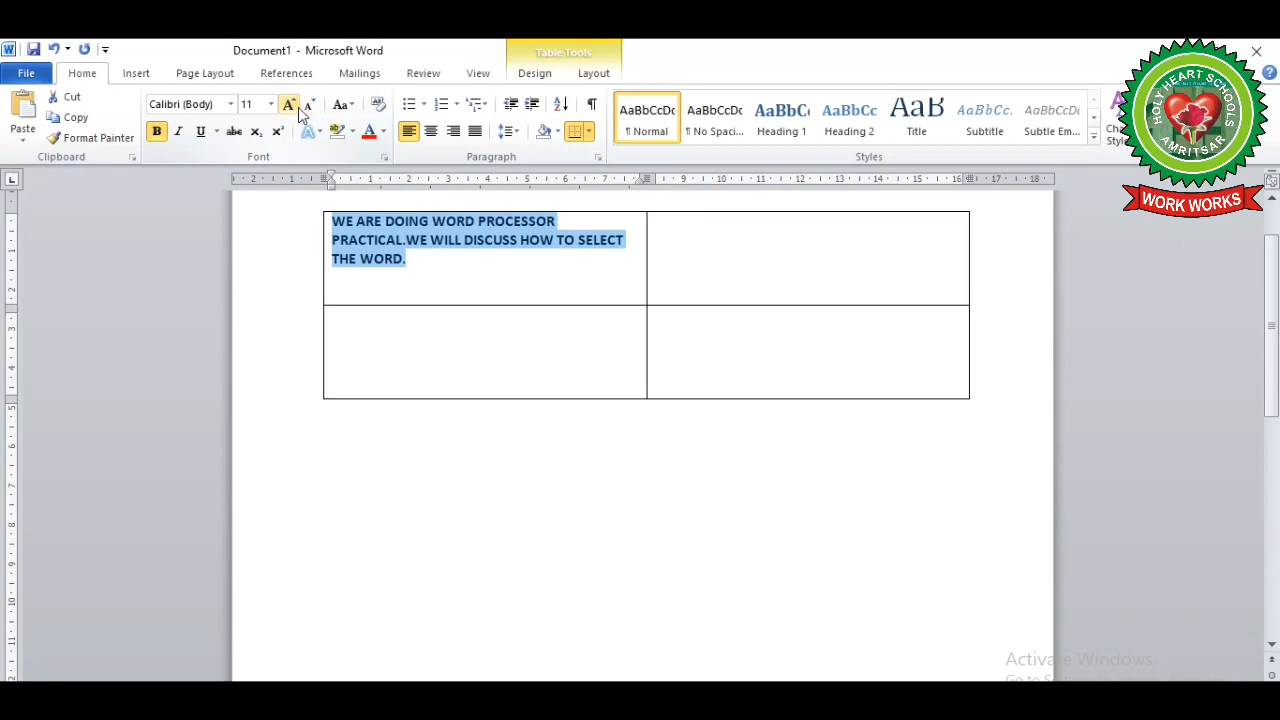 Document1 - Microsoft Word
Table Tools
File Home Insert Page Layout References Mailings Review View Design Layout
Cut
Copy
Format Painter
Paste
Clipboard
Calibri (Body) 11
Font
Paragraph
AaBbCcDc AaBbCcDc AaBbC AaBbCc AaB AaBbCc. AaBbCcDc
¶ Normal ¶ No Spaci... Heading 1 Heading 2 Title Subtitle Subtle Em...
Styles
HOLY HEART SCHOOLS
AMRITSAR
WORK WORKS
WE ARE DOING WORD PROCESSOR
PRACTICAL.WE WILL DISCUSS HOW TO SELECT
THE WORD.
Activate Windows